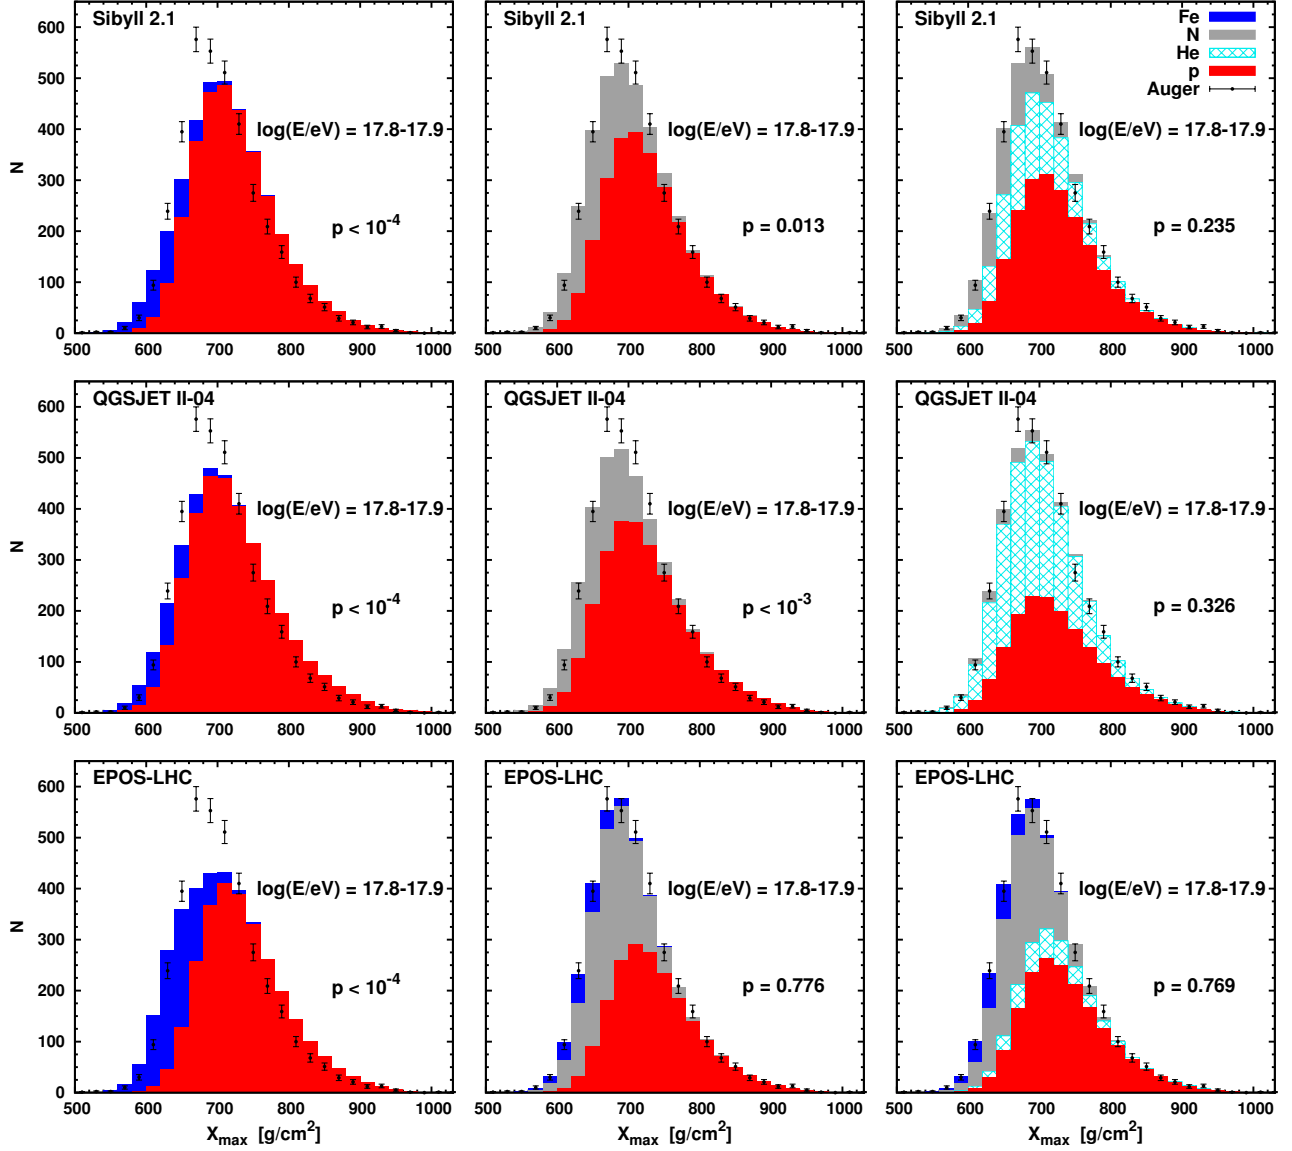 Sibyll 2.1
log(E/eV) = 17.8-17.9
p < 10^-4
N
600
500
400
300
200
100
0
500 600 700 800 900 1000
Sibyll 2.1
log(E/eV) = 17.8-17.9
p = 0.013
500 600 700 800 900 1000
Sibyll 2.1
Fe
N
He
p
Auger
log(E/eV) = 17.8-17.9
p = 0.235
500 600 700 800 900 1000
QGSJET II-04
log(E/eV) = 17.8-17.9
p < 10^-4
N
600
500
400
300
200
100
0
500 600 700 800 900 1000
QGSJET II-04
log(E/eV) = 17.8-17.9
p < 10^-3
500 600 700 800 900 1000
QGSJET II-04
log(E/eV) = 17.8-17.9
p = 0.326
500 600 700 800 900 1000
EPOS-LHC
log(E/eV) = 17.8-17.9
p < 10^-4
N
600
500
400
300
200
100
0
500 600 700 800 900 1000
X_max [g/cm^2]
EPOS-LHC
log(E/eV) = 17.8-17.9
p = 0.776
500 600 700 800 900 1000
X_max [g/cm^2]
EPOS-LHC
log(E/eV) = 17.8-17.9
p = 0.769
500 600 700 800 900 1000
X_max [g/cm^2]